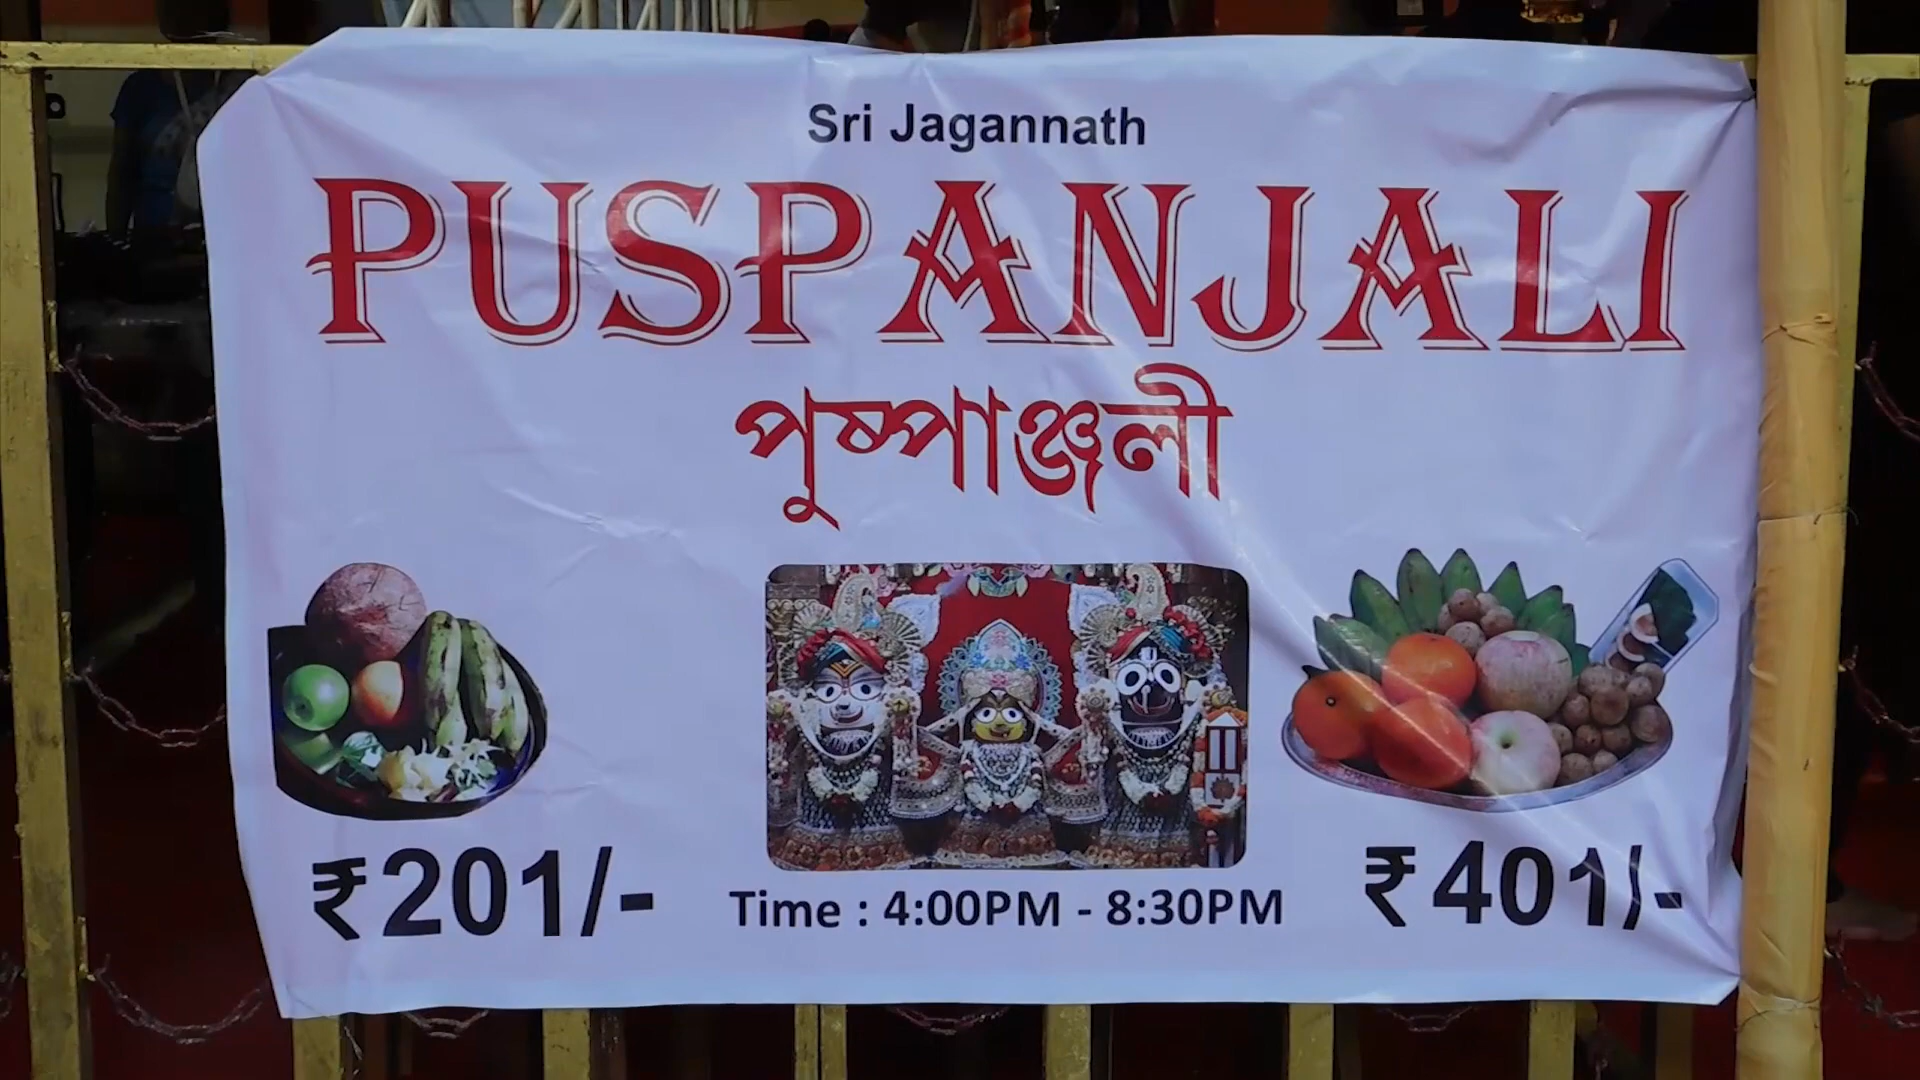 Sri Jagannath
PUSPANJALI
পুষ্পাঞ্জলী
₹201/-
Time : 4:00PM - 8:30PM
₹401/-